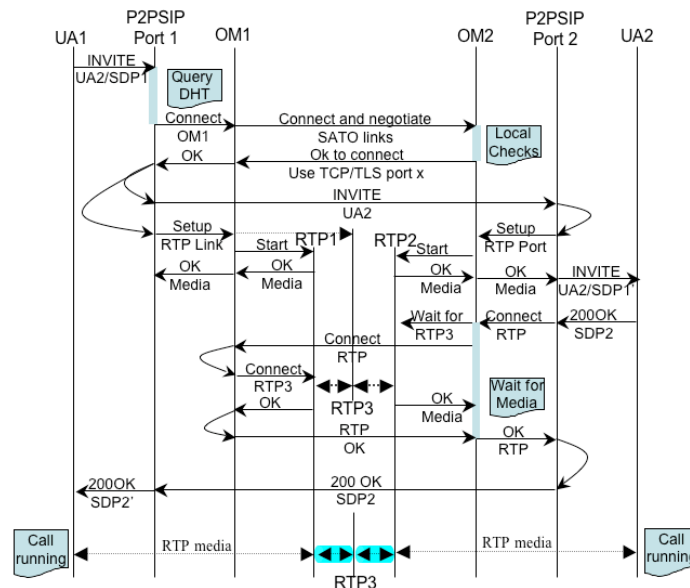 P2PSIP P2PSIP
UA1 Port 1 OM1 OM2 Port 2 UA2
INVITE
UA2/SDP1
Query
DHT
Connect Connect and negotiate
OM1 SATO links
Local
Checks
OK Ok to connect
Use TCP/TLS port x
INVITE
UA2
Setup Setup
RTP Link RTP1 RTP2 RTP Port
Start Start
OK OK OK OK INVITE
Media Media Media Media UA2/SDP1'
Wait for Connect 200OK
RTP3 RTP SDP2
Connect
RTP
Connect
RTP3
Wait for
Media
RTP3
OK OK
Media
RTP OK
OK RTP
200OK 200 OK
SDP2' SDP2
Call Call
running RTP media RTP media running
RTP3